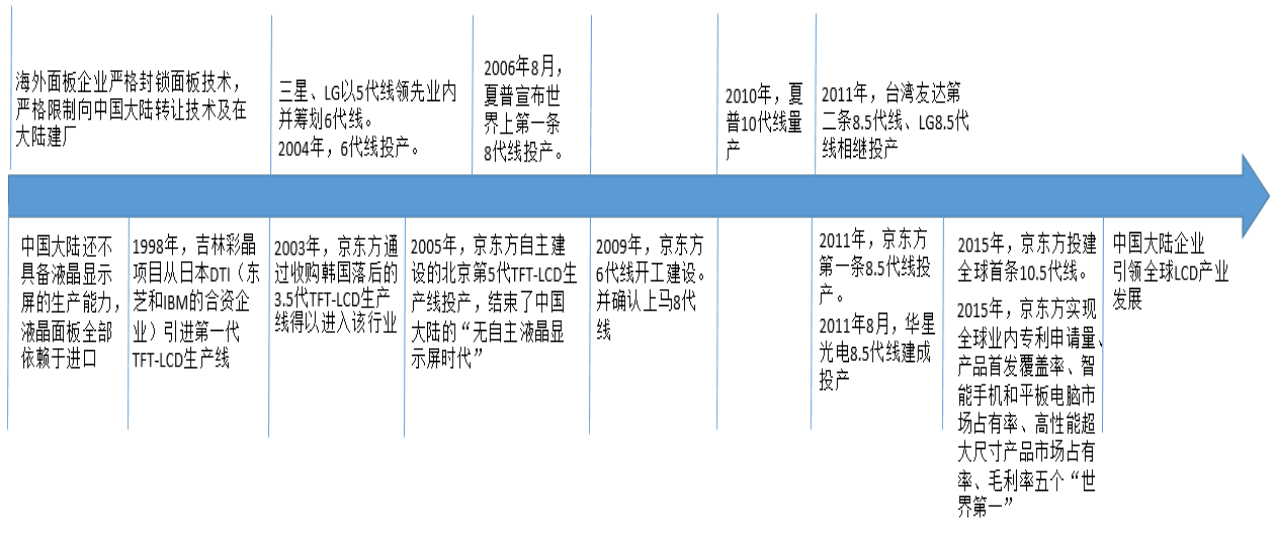 海外面板企业严格封锁面板技术，
严格限制向中国大陆转让技术及在
大陆建厂
三星、LG以5代线领先业内
并筹划6代线。
2004年，6代线投产。
2006年8月，
夏普宣布世
界上第一条
8代线投产。
2010年，夏
普10代线量
产
2011年，台湾友达第
二条8.5代线、LG8.5代
线相继投产
中国大陆还不
具备液晶显示
屏的生产能力，
液晶面板全部
依赖于进口
1998年，吉林彩晶
项目从日本DTI（东
芝和IBM的合资企
业）引进第一代
TFT-LCD生产线
2003年，京东方通
过收购韩国落后的
3.5代TFT-LCD生产
线得以进入该行业
2005年，京东方自主建
设的北京第5代TFT-LCD生
产线投产，结束了中国
大陆的“无自主液晶显
示屏时代”
2009年，京东方
6代线开工建设。
并确认上马8代
线
2011年，京东方
第一条8.5代线投
产。
2011年8月，华星
光电8.5代线建成
投产
2015年，京东方投建
全球首条10.5代线。
2015年，京东方实现
全球业内专利申请量、
产品首发覆盖率、智
能手机和平板电脑市
场占有率、高性能超
大尺寸产品市场占有
率、毛利率五个“世
界第一”
中国大陆企业
引领全球LCD产业
发展